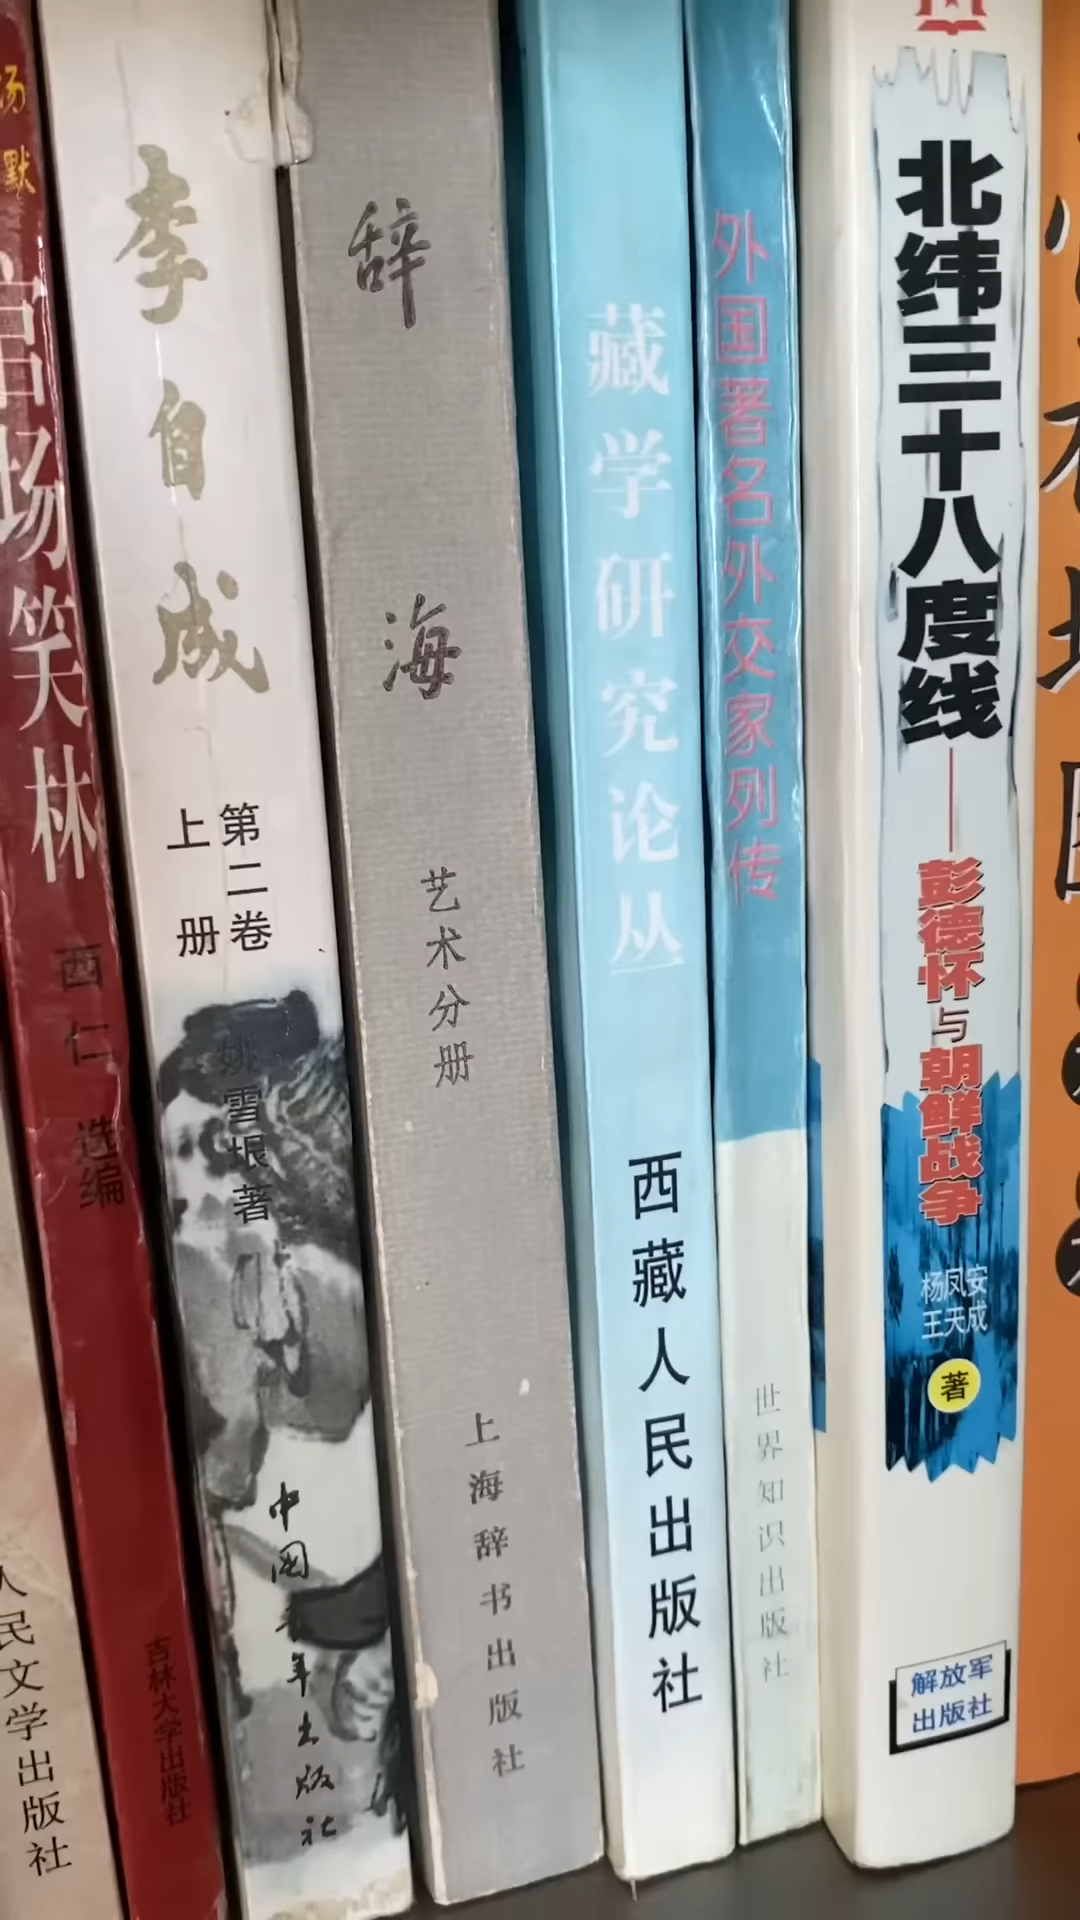 人民文学出版社
官场笑林
西仁 选编
吉林大学出版社
李自成
第二卷
上册
姚雪垠著
中国青年出版社
辞海
艺术分册
上海辞书出版社
藏学研究论丛
西藏人民出版社
外国著名外交家列传
世界知识出版社
北纬三十八度线
——彭德怀与朝鲜战争
杨凤安
王天成
著
解放军
出版社